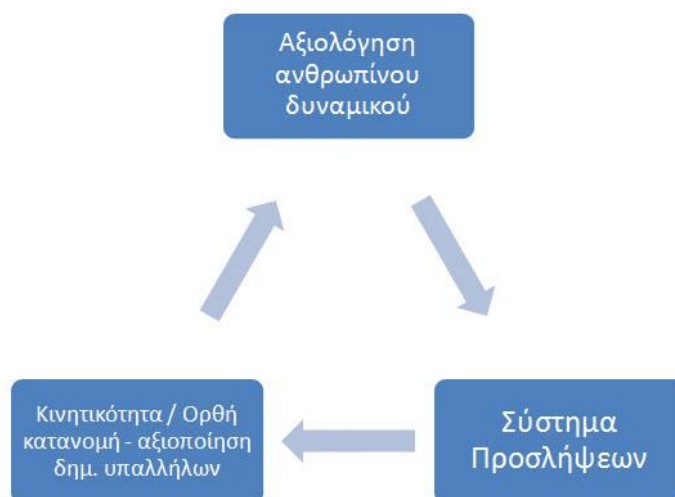 Αξιολόγηση
ανθρωπίνου
δυναμικού
Κινητικότητα / Ορθή
κατανομή - αξιοποίηση
δημ. υπαλλήλων
Σύστημα
Προσλήψεων